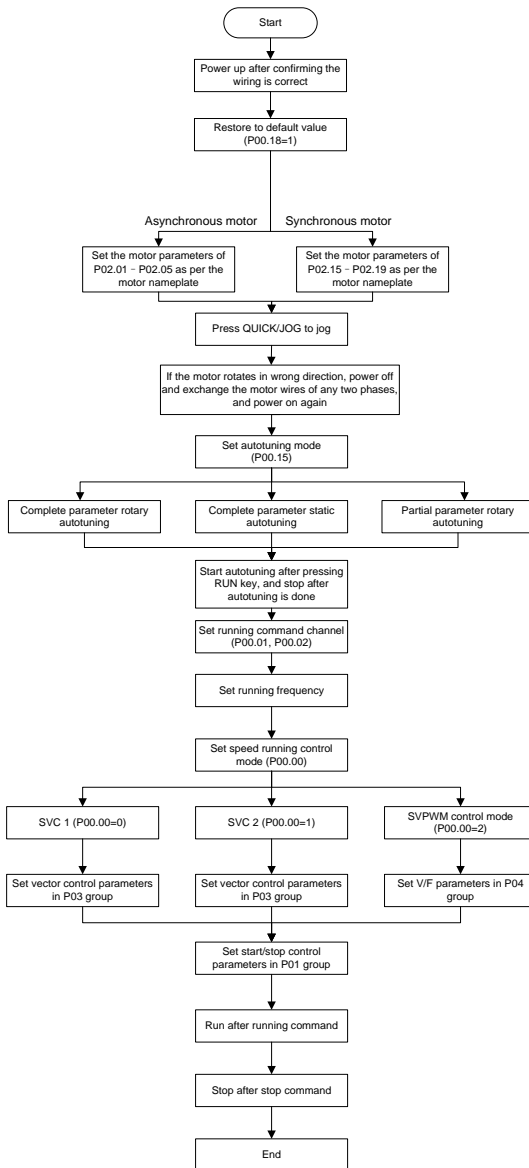 Start
Power up after confirming the
wiring is correct
Restore to default value
(P00.18=1)
Asynchronous motor
Synchronous motor
Set the motor parameters of
P02.01–P02.05 as per the
motor nameplate
Set the motor parameters of
P02.15–P02.19 as per the
motor nameplate
Press QUICK/JOG to jog
If the motor rotates in wrong direction, power off
and exchange the motor wires of any two phases,
and power on again
Set autotuning mode
(P00.15)
Complete parameter rotary
autotuning
Complete parameter static
autotuning
Partial parameter rotary
autotuning
Start autotuning after pressing
RUN key, and stop after
autotuning is done
Set running command channel
(P00.01, P00.02)
Set running frequency
Set speed running control
mode (P00.00)
SVC 1 (P00.00=0)
SVC 2 (P00.00=1)
SVPWM control mode
(P00.00=2)
Set vector control parameters
in P03 group
Set vector control parameters
in P03 group
Set V/F parameters in P04
group
Set start/stop control
parameters in P01 group
Run after running command
Stop after stop command
End